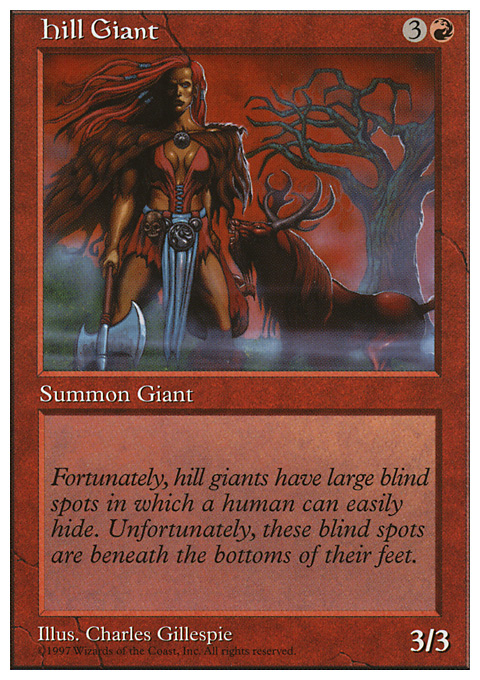 Hill Giant 3
Summon Giant
Fortunately, hill giants have large blind
spots in which a human can easily
hide. Unfortunately, these blind spots
are beneath the bottoms of their feet.
Illus. Charles Gillespie
©1997 Wizards of the Coast, Inc. All rights reserved.
3/3